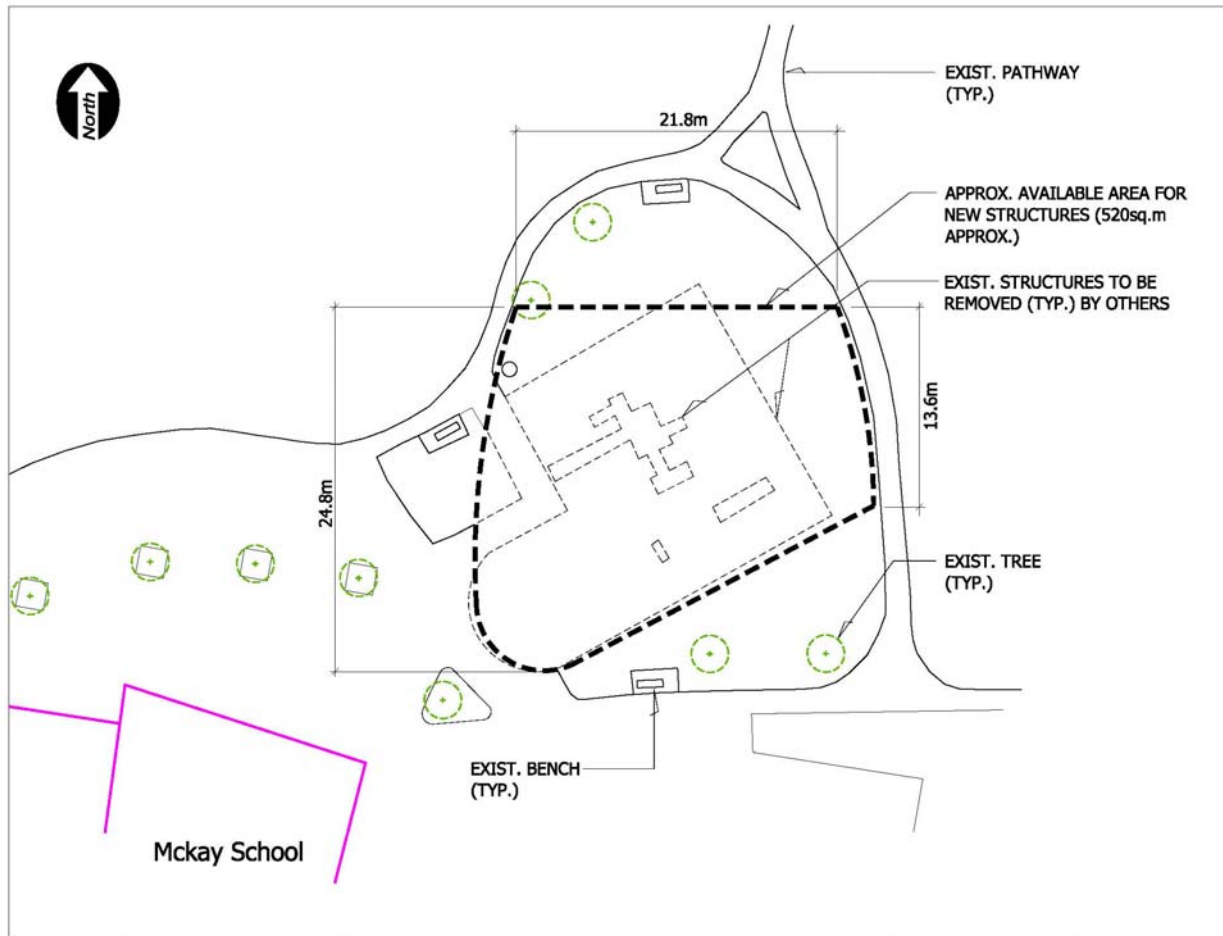 North
EXIST. PATHWAY
(TYP.)
21.8m
APPROX. AVAILABLE AREA FOR
NEW STRUCTURES (520sq.m
APPROX.)
EXIST. STRUCTURES TO BE
REMOVED (TYP.) BY OTHERS
13.6m
24.8m
EXIST. TREE
(TYP.)
EXIST. BENCH
(TYP.)
Mckay School